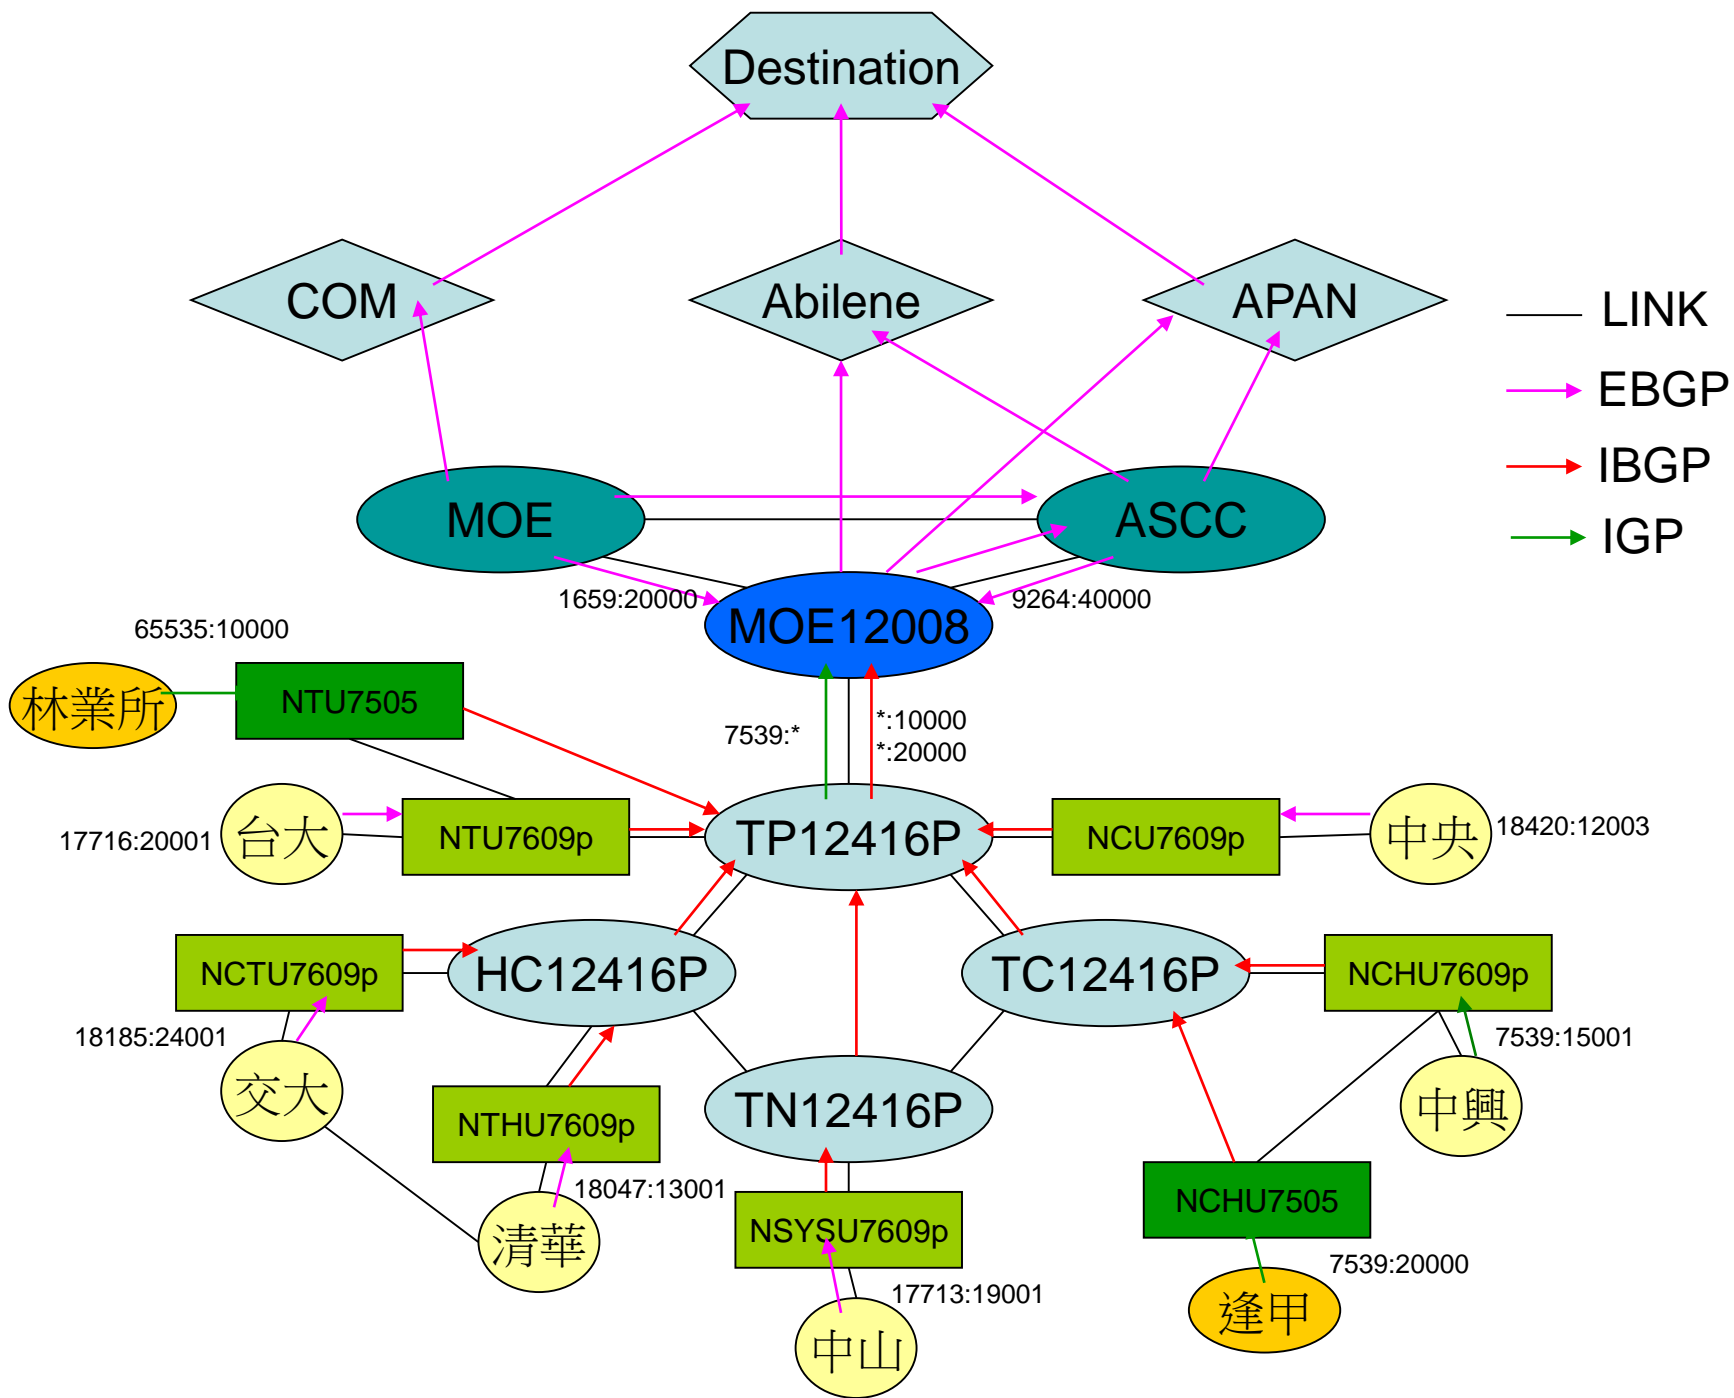 Destination
COM
Abilene
APAN
LINK
EBGP
IBGP
IGP
MOE
ASCC
1659:20000
9264:40000
MOE12008
65535:10000
林業所
NTU7505
7539:*
*:10000
*:20000
台大
17716:20001
NTU7609p
TP12416P
NCU7609p
中央
18420:12003
NCTU7609p
HC12416P
TC12416P
NCHU7609p
18185:24001
7539:15001
交大
NTHU7609p
TN12416P
中興
18047:13001
清華
NSYSU7609p
NCHU7505
17713:19001
7539:20000
中山
逢甲